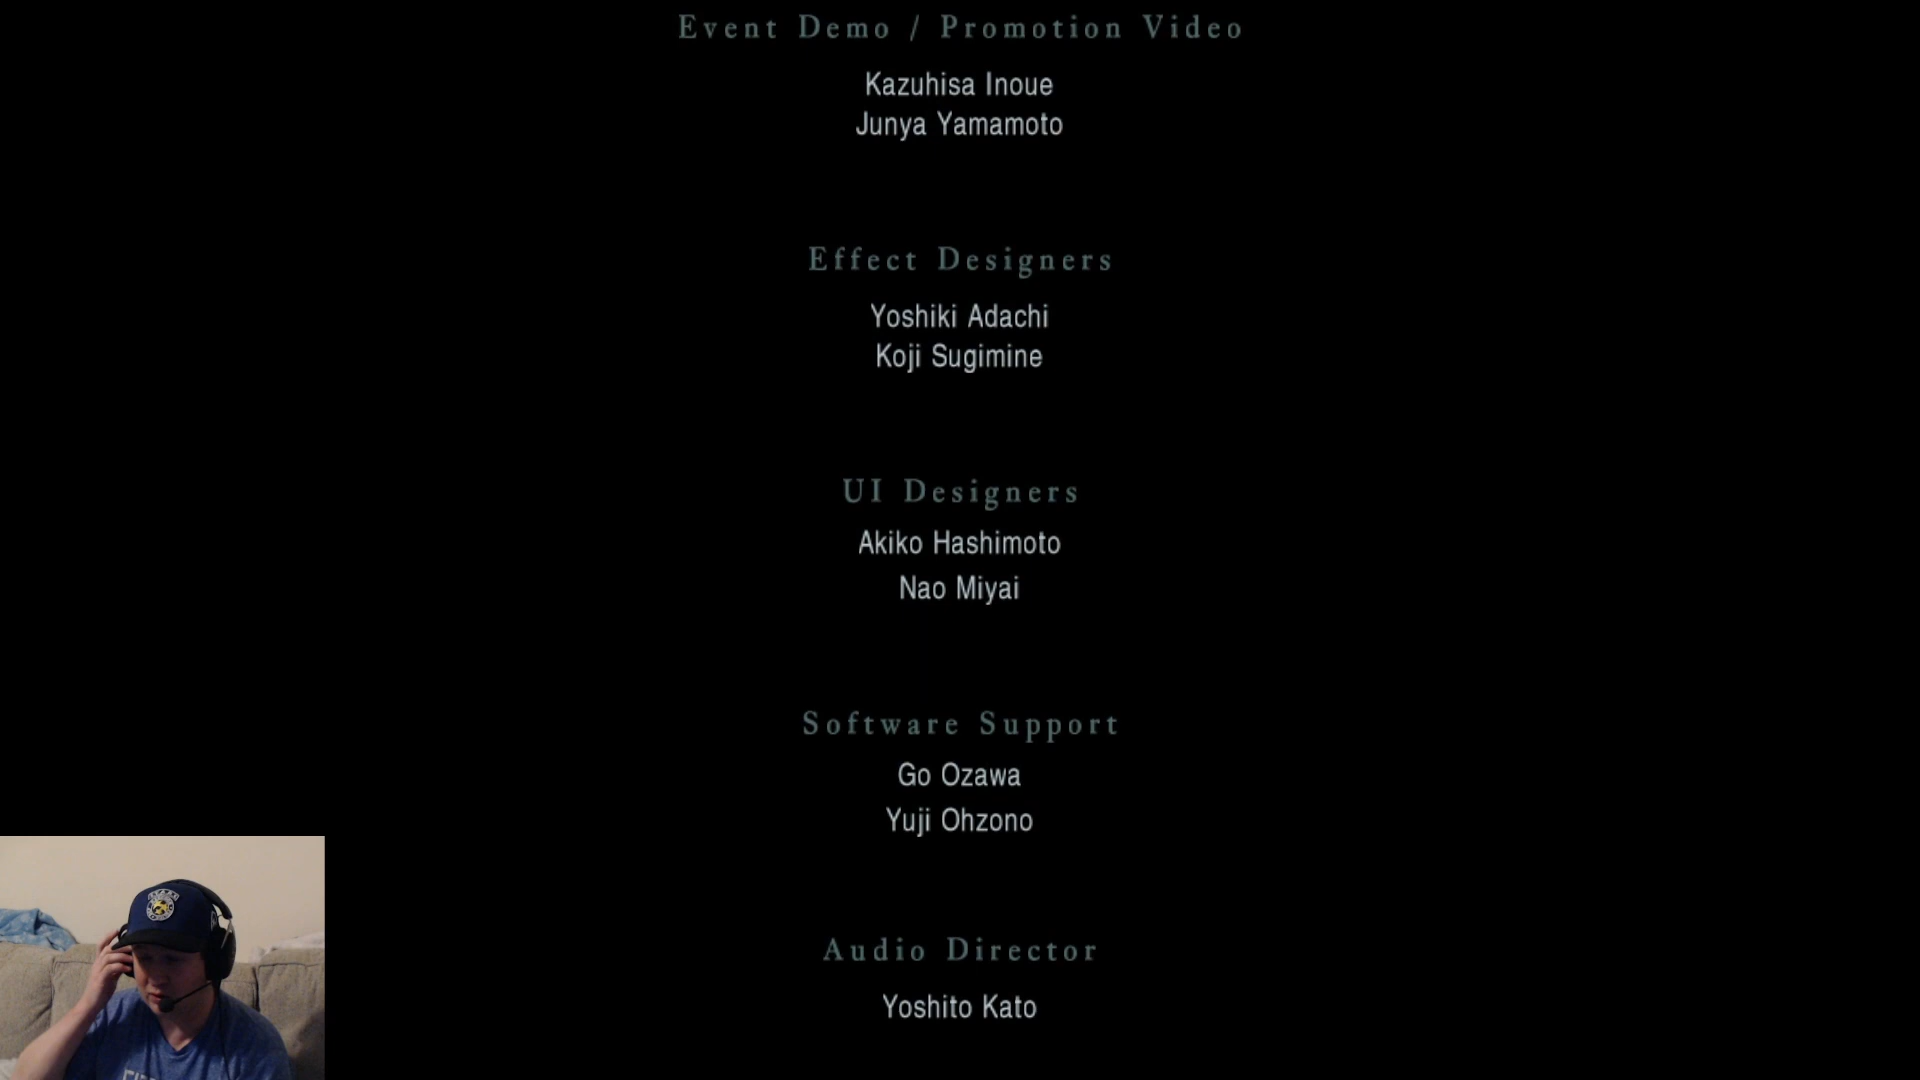 Event Demo / Promotion Video
Kazuhisa Inoue
Junya Yamamoto
Effect Designers
Yoshiki Adachi
Koji Sugimine
UI Designers
Akiko Hashimoto
Nao Miyai
Software Support
Go Ozawa
Yuji Ohzono
Audio Director
Yoshito Kato